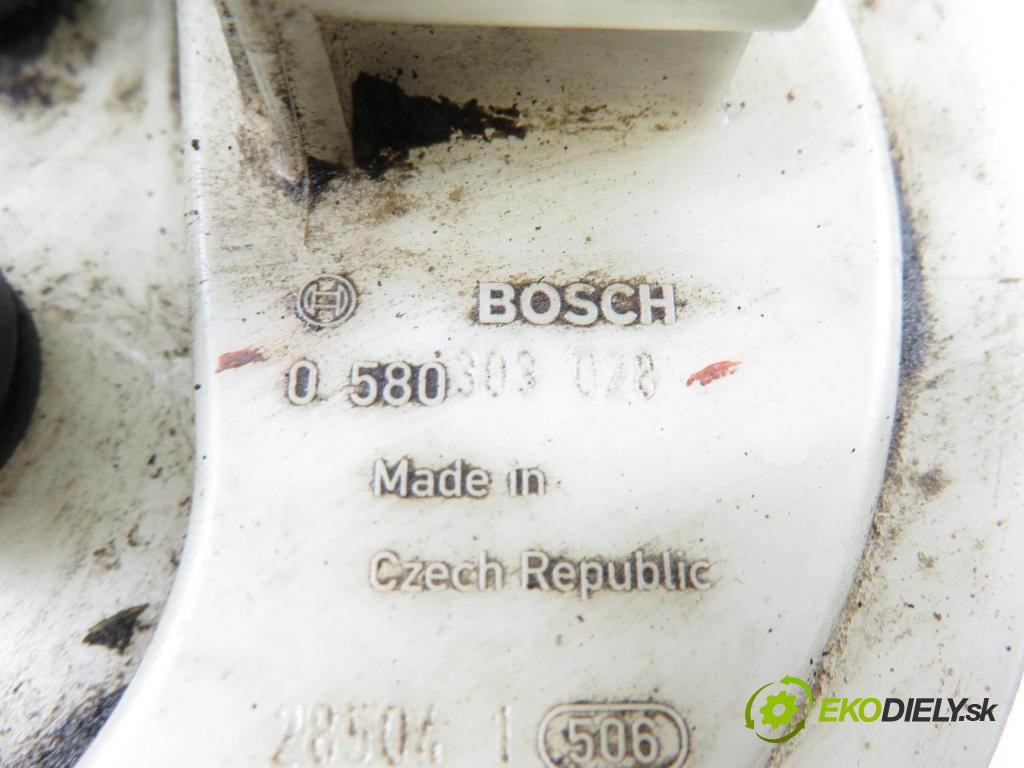 BOSCH
0 580 303 028
Made in
Czech Republic
28504 1 506
EKODIELY.sk